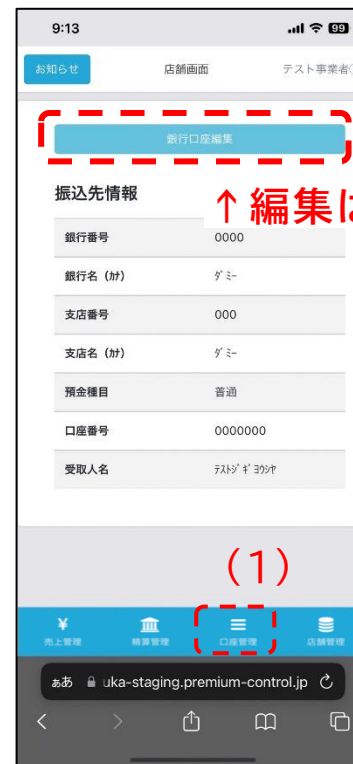 9:13
99
お知らせ
店舗画面
テスト事業者
銀行口座編集
振込先情報
↑編集は
銀行番号 0000
銀行名 (ｶﾅ) ﾀﾞﾐｰ
支店番号 000
支店名 (ｶﾅ) ﾀﾞﾐｰ
預金種目 普通
口座番号 0000000
受取人名 ﾃｽﾄｼﾞｷﾞﾖｳｼﾔ
(1)
売上管理
精算管理
口座管理
店舗管理
ぁあ uka-staging.premium-control.jp